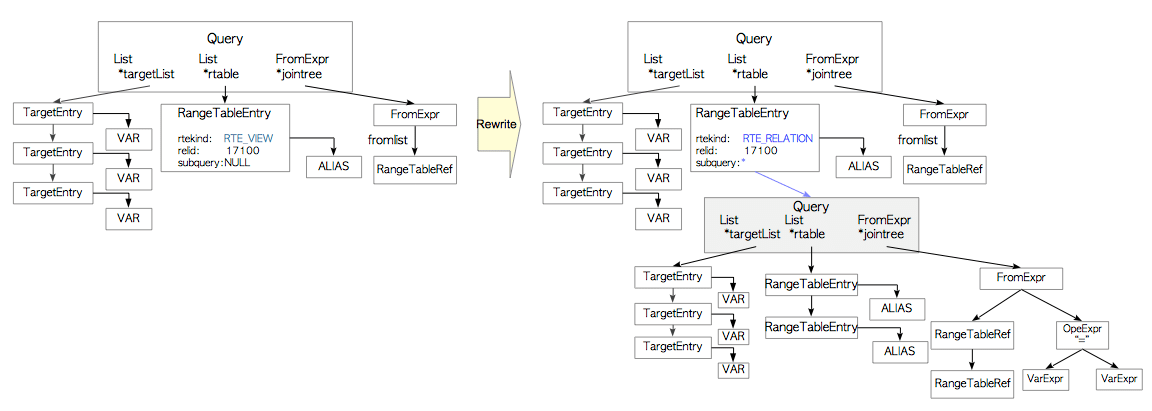 Query
List List FromExpr
*targetList *rtable *jointree
TargetEntry
VAR
TargetEntry
VAR
TargetEntry
VAR
RangeTableEntry
rtekind: RTE_VIEW
relid: 17100
subquery:NULL
ALIAS
FromExpr
fromlist
RangeTableRef
Rewrite
Query
List List FromExpr
*targetList *rtable *jointree
TargetEntry
VAR
TargetEntry
VAR
TargetEntry
VAR
RangeTableEntry
rtekind: RTE_RELATION
relid: 17100
subquery:*
ALIAS
FromExpr
fromlist
RangeTableRef
Query
List List FromExpr
*targetList *rtable *jointree
TargetEntry
VAR
TargetEntry
VAR
TargetEntry
VAR
RangeTableEntry
ALIAS
RangeTableEntry
ALIAS
FromExpr
RangeTableRef
RangeTableRef
OpeExpr
"="
VarExpr VarExpr